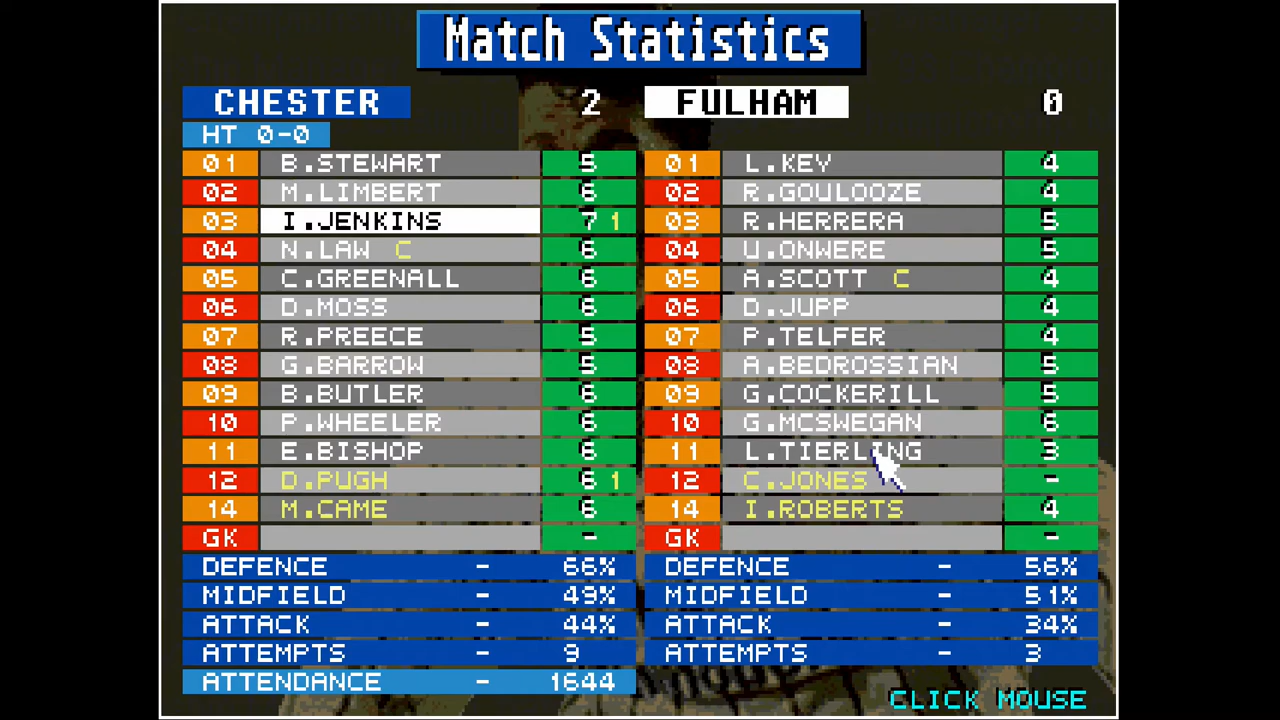 Match Statistics
CHESTER 2 FULHAM 0
HT 0-0
01 B.STEWART 5 01 L.KEY 4
02 M.LIMBERT 6 02 R.GOULOOZE 4
03 I.JENKINS 7 1 03 R.HERRERA 5
04 N.LAW C 6 04 U.ONWERE 5
05 C.GREENALL 6 05 A.SCOTT C 4
06 D.MOSS 6 06 D.JUPP 4
07 R.PREECE 5 07 P.TELFER 4
08 G.BARROW 5 08 A.BEDROSSIAN 5
09 B.BUTLER 5 09 G.COCKERILL 5
10 P.WHEELER 6 10 G.MCSWEGAN 6
11 E.BISHOP 6 11 L.TIERLING 3
12 D.PUGH 6 1 12 C.JONES -
14 M.CAME 6 14 I.ROBERTS 4
GK - GK -
DEFENCE - 66% DEFENCE - 56%
MIDFIELD - 49% MIDFIELD - 51%
ATTACK - 44% ATTACK - 34%
ATTEMPTS - 9 ATTEMPTS - 3
ATTENDANCE - 1644
CLICK MOUSE